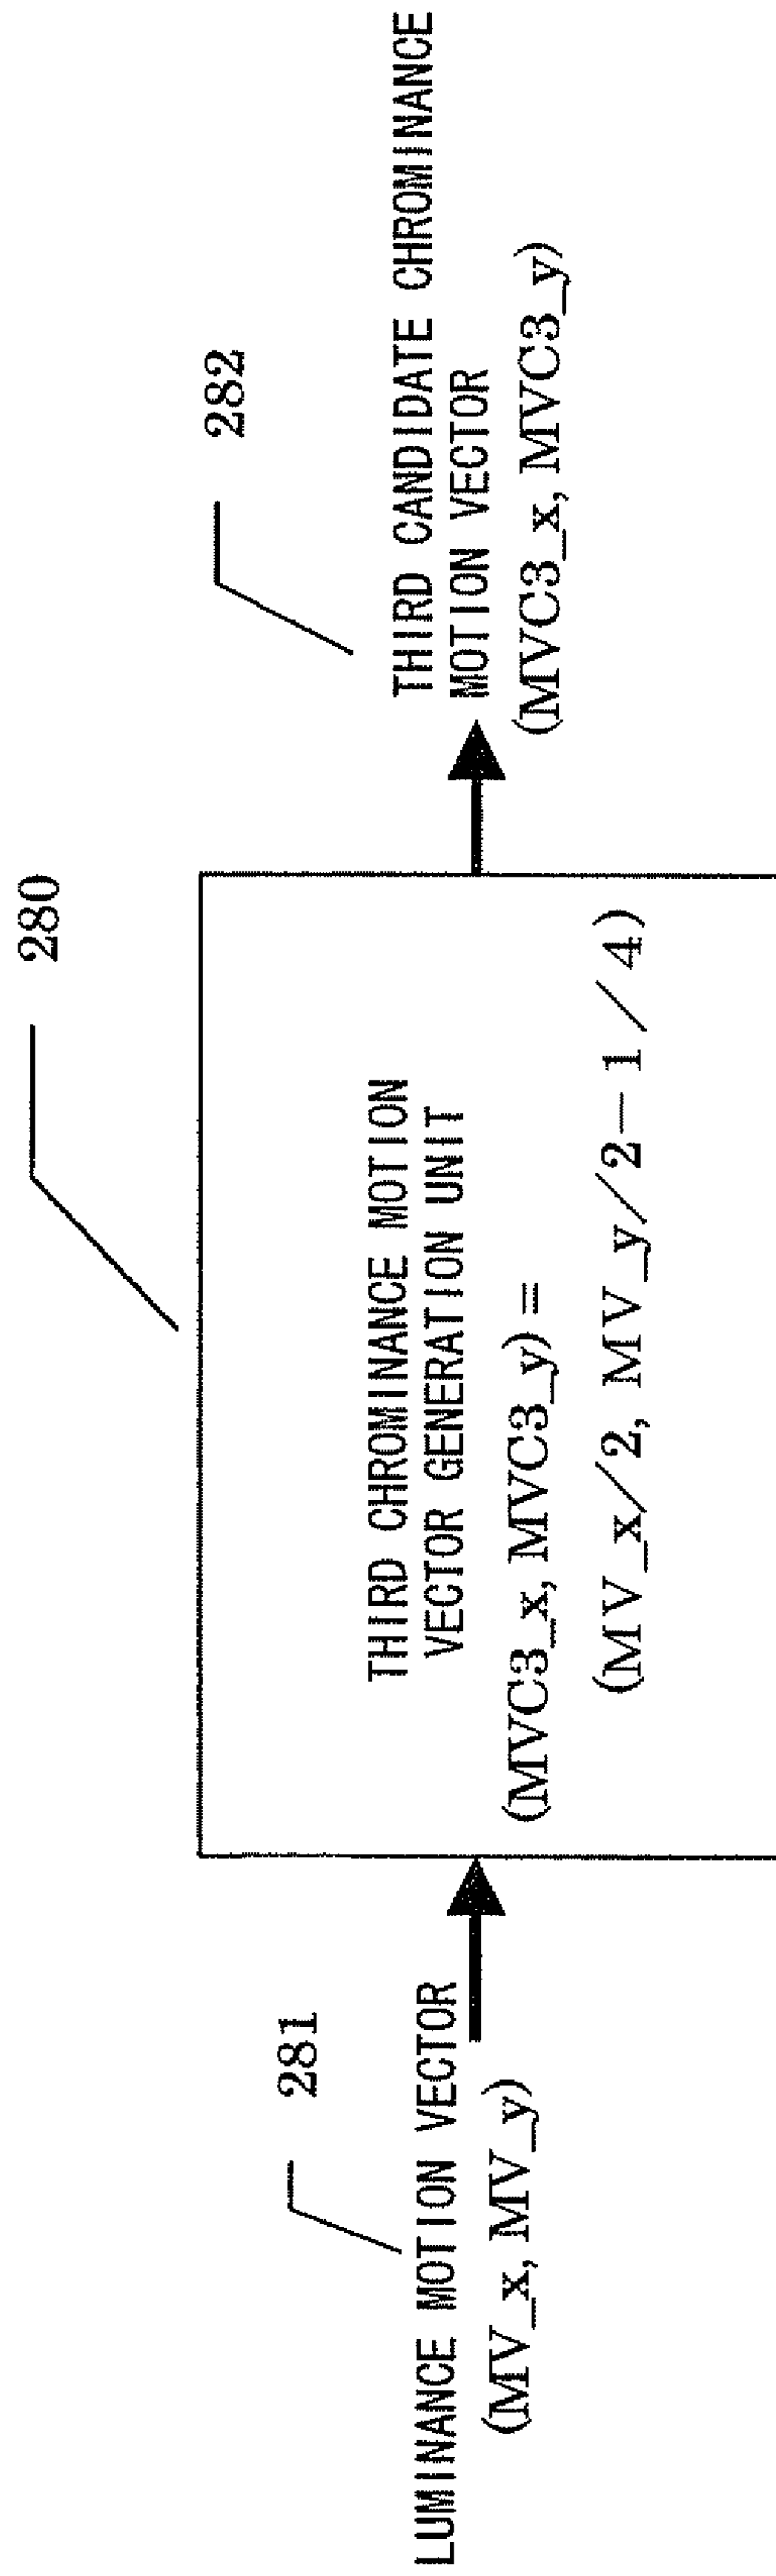 281
LUMINANCE MOTION VECTOR
(MV_x, MV_y)
280
THIRD CHROMINANCE MOTION
VECTOR GENERATION UNIT
(MVC3_x, MVC3_y) =
(MV_x/2, MV_y/2−1/4)
282
THIRD CANDIDATE CHROMINANCE
MOTION VECTOR
(MVC3_x, MVC3_y)